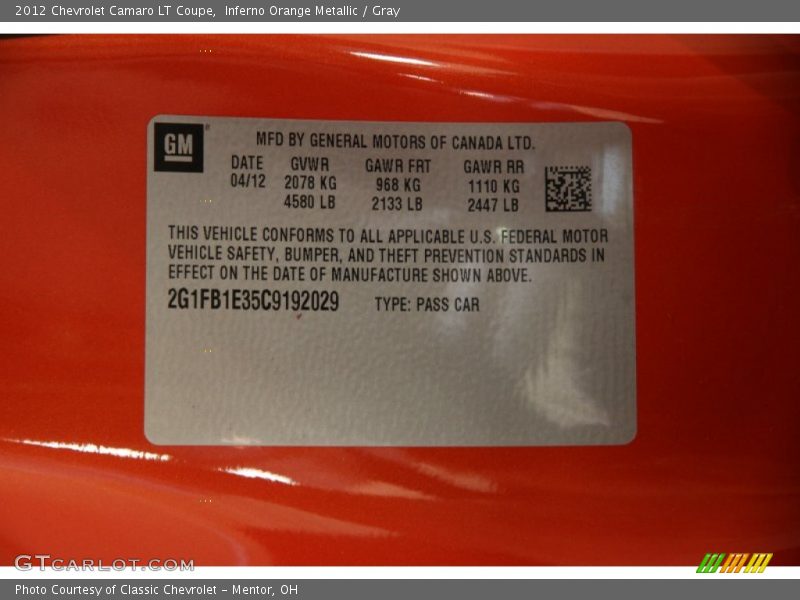 2012 Chevrolet Camaro LT Coupe, Inferno Orange Metallic / Gray
GM
MFD BY GENERAL MOTORS OF CANADA LTD.
DATE GVWR GAWR FRT GAWR RR
04/12 2078 KG 968 KG 1110 KG
4580 LB 2133 LB 2447 LB
THIS VEHICLE CONFORMS TO ALL APPLICABLE U.S. FEDERAL MOTOR
VEHICLE SAFETY, BUMPER, AND THEFT PREVENTION STANDARDS IN
EFFECT ON THE DATE OF MANUFACTURE SHOWN ABOVE.
2G1FB1E35C9192029 TYPE: PASS CAR
GTCARLOT.COM
Photo Courtesy of Classic Chevrolet - Mentor, OH